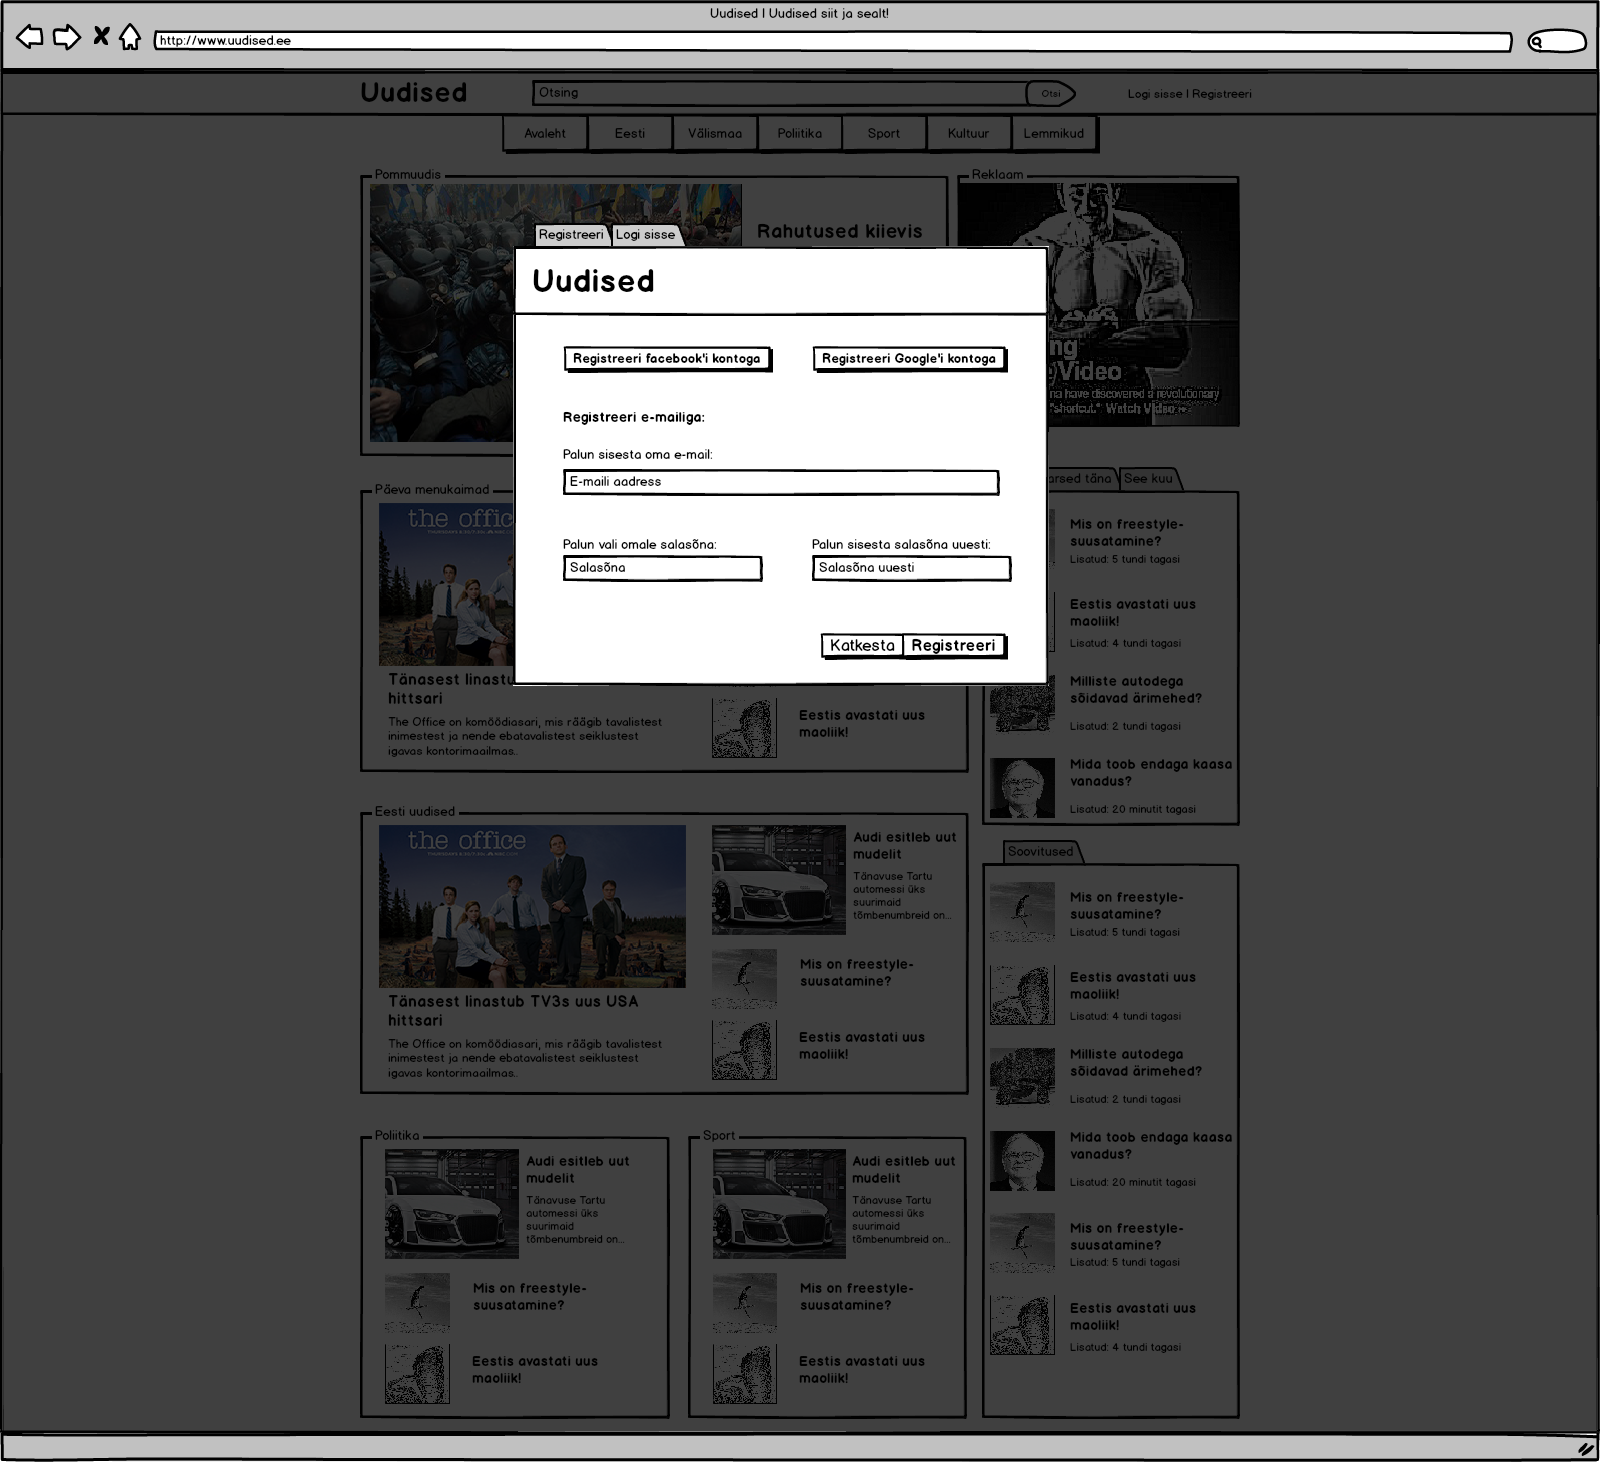 Uudised | Uudised siit ja sealt!
http://www.uudised.ee
Uudised
Otsing
Otsi
Logi sisse | Registreeri
Avaleht
Eesti
Välismaa
Poliitika
Sport
Kultuur
Lemmikud
Pommuudis
Rahutused kiievis
Reklaam
ng
Video
na have discovered a revolutionary
"shortcut." Watch Video >>
Registreeri
Logi sisse
Uudised
Registreeri facebook'i kontoga
Registreeri Google'i kontoga
Registreeri e-mailiga:
Palun sisesta oma e-mail:
E-maili aadress
Palun vali omale salasõna:
Palun sisesta salasõna uuesti:
Salasõna
Salasõna uuesti
Katkesta
Registreeri
Päeva menukaimad
the offic
Tänasest linastu
hittsari
The Office on komöödiasari, mis räägib tavalistest
inimestest ja nende ebatavalistest seiklustest
igavas kontorimaailmas..
Eestis avastati uus
maoliik!
arsed täna
See kuu
Mis on freestyle-
suusatamine?
Lisatud: 5 tundi tagasi
Eestis avastati uus
maoliik!
Lisatud: 4 tundi tagasi
Milliste autodega
sõidavad ärimehed?
Lisatud: 2 tundi tagasi
Mida toob endaga kaasa
vanadus?
Lisatud: 20 minutit tagasi
Eesti uudised
the office
Tänasest linastub TV3s uus USA
hittsari
The Office on komöödiasari, mis räägib tavalistest
inimestest ja nende ebatavalistest seiklustest
igavas kontorimaailmas..
Audi esitleb uut
mudelit
Tänavuse Tartu
automessi üks
suurimaid
tõmbenumbreid on...
Mis on freestyle-
suusatamine?
Eestis avastati uus
maoliik!
Soovitused
Mis on freestyle-
suusatamine?
Lisatud: 5 tundi tagasi
Eestis avastati uus
maoliik!
Lisatud: 4 tundi tagasi
Milliste autodega
sõidavad ärimehed?
Lisatud: 2 tundi tagasi
Mida toob endaga kaasa
vanadus?
Lisatud: 20 minutit tagasi
Mis on freestyle-
suusatamine?
Lisatud: 5 tundi tagasi
Eestis avastati uus
maoliik!
Lisatud: 4 tundi tagasi
Poliitika
Audi esitleb uut
mudelit
Tänavuse Tartu
automessi üks
suurimaid
tõmbenumbreid on...
Mis on freestyle-
suusatamine?
Eestis avastati uus
maoliik!
Sport
Audi esitleb uut
mudelit
Tänavuse Tartu
automessi üks
suurimaid
tõmbenumbreid on...
Mis on freestyle-
suusatamine?
Eestis avastati uus
maoliik!